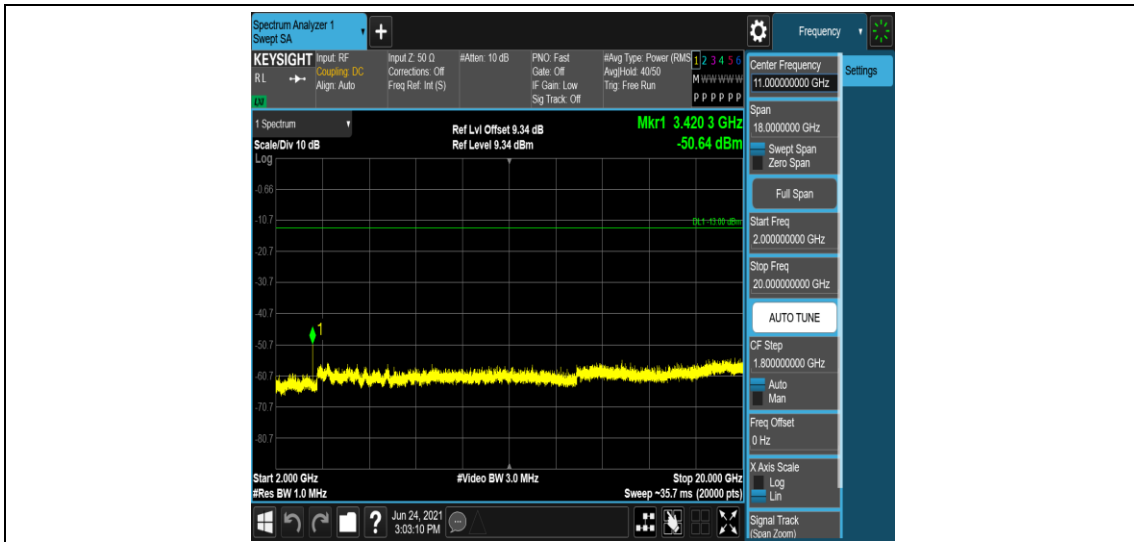 Spectrum Analyzer 1
Swept SA
Frequency
KEYSIGHT
RL
LXI
Input: RF
Coupling: DC
Align: Auto
Input Z: 50 Ω
Corrections: Off
Freq Ref: Int (S)
#Atten: 10 dB
PNO: Fast
Gate: Off
IF Gain: Low
Sig Track: Off
#Avg Type: Power (RMS
Avg|Hold: 40/50
Trig: Free Run
1 2 3 4 5 6
M W W W W W
P P P P P P
1 Spectrum
Scale/Div 10 dB
Ref Lvl Offset 9.34 dB
Ref Level 9.34 dBm
Mkr1 3.420 3 GHz
-50.64 dBm
Log
-0.66
-10.7
-20.7
-30.7
-40.7
-50.7
-60.7
-70.7
-80.7
DL1 -13.00 dBm
1
Start 2.000 GHz
#Res BW 1.0 MHz
#Video BW 3.0 MHz
Stop 20.000 GHz
Sweep ~35.7 ms (20000 pts)
Center Frequency
11.000000000 GHz
Settings
Span
18.0000000 GHz
Swept Span
Zero Span
Full Span
Start Freq
2.000000000 GHz
Stop Freq
20.000000000 GHz
AUTO TUNE
CF Step
1.800000000 GHz
Auto
Man
Freq Offset
0 Hz
X Axis Scale
Log
Lin
Signal Track
(Span Zoom)
?
Jun 24, 2021
3:03:10 PM